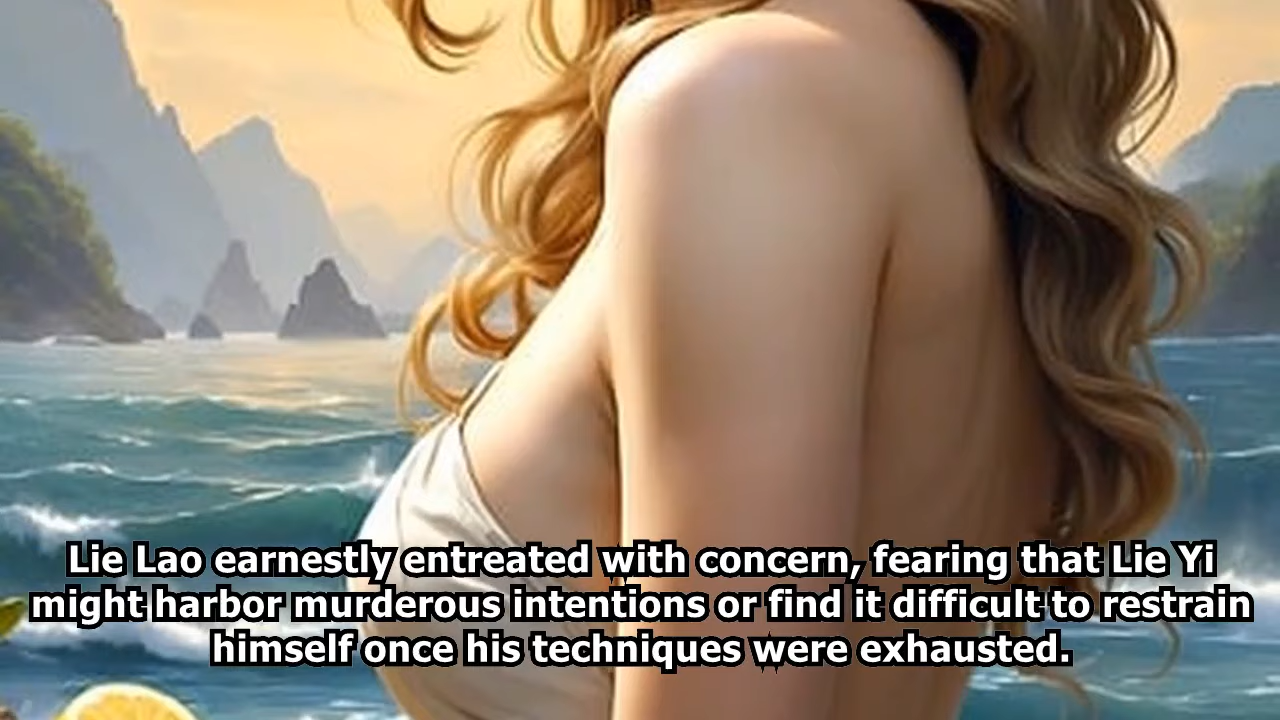 Lie Lao earnestly entreated with concern, fearing that Lie Yi
might harbor murderous intentions or find it difficult to restrain
himself once his techniques were exhausted.